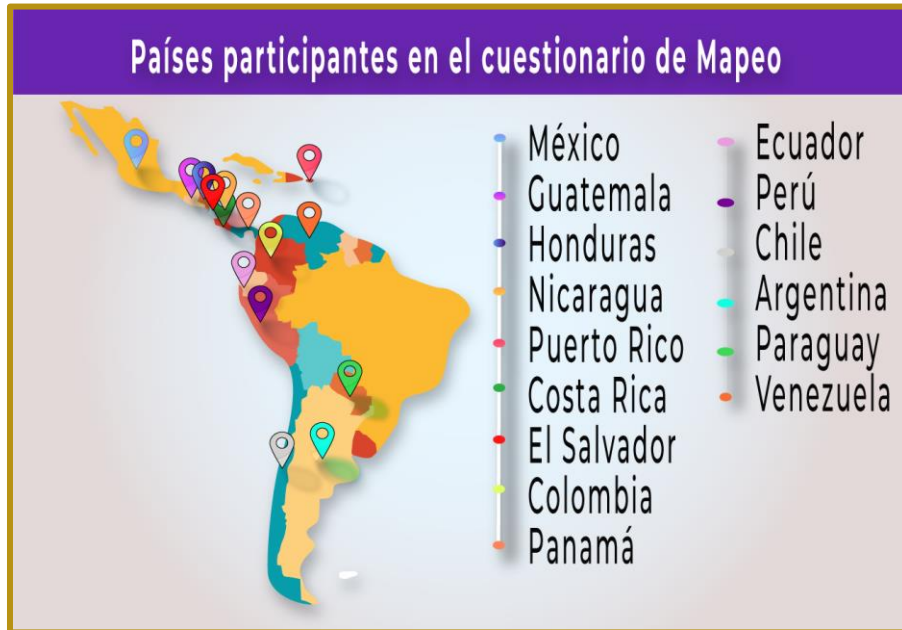 Países participantes en el cuestionario de Mapeo
México
Guatemala
Honduras
Nicaragua
Puerto Rico
Costa Rica
El Salvador
Colombia
Panamá
Ecuador
Perú
Chile
Argentina
Paraguay
Venezuela